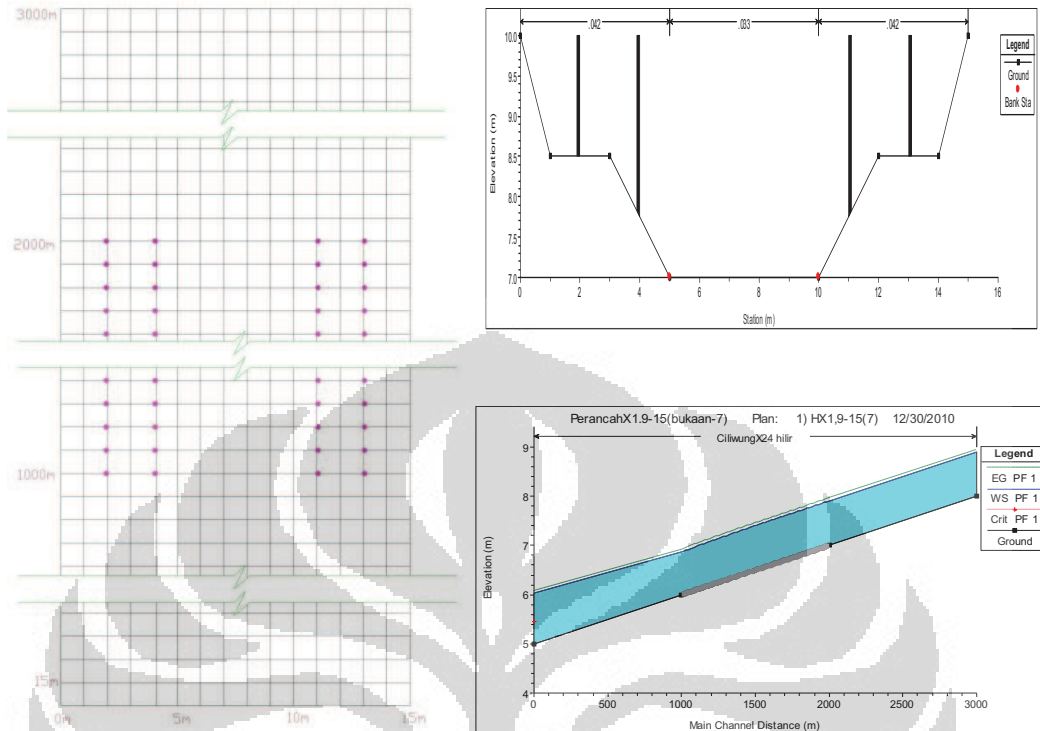 3000m
2000m
1000m
15m
0m
5m
10m
15m
.042
.033
.042
10.0
9.5
9.0
8.5
8.0
7.5
7.0
Elevation (m)
0
2
4
6
8
10
12
14
16
Station (m)
Legend
Ground
Bank Sta
PerancahX1.9-15(bukaan-7) Plan: 1) HX1,9-15(7) 12/30/2010
CiliwungX24 hilir
9
8
7
6
5
4
Elevation (m)
0
500
1000
1500
2000
2500
3000
Main Channel Distance (m)
Legend
EG PF 1
WS PF 1
Crit PF 1
Ground